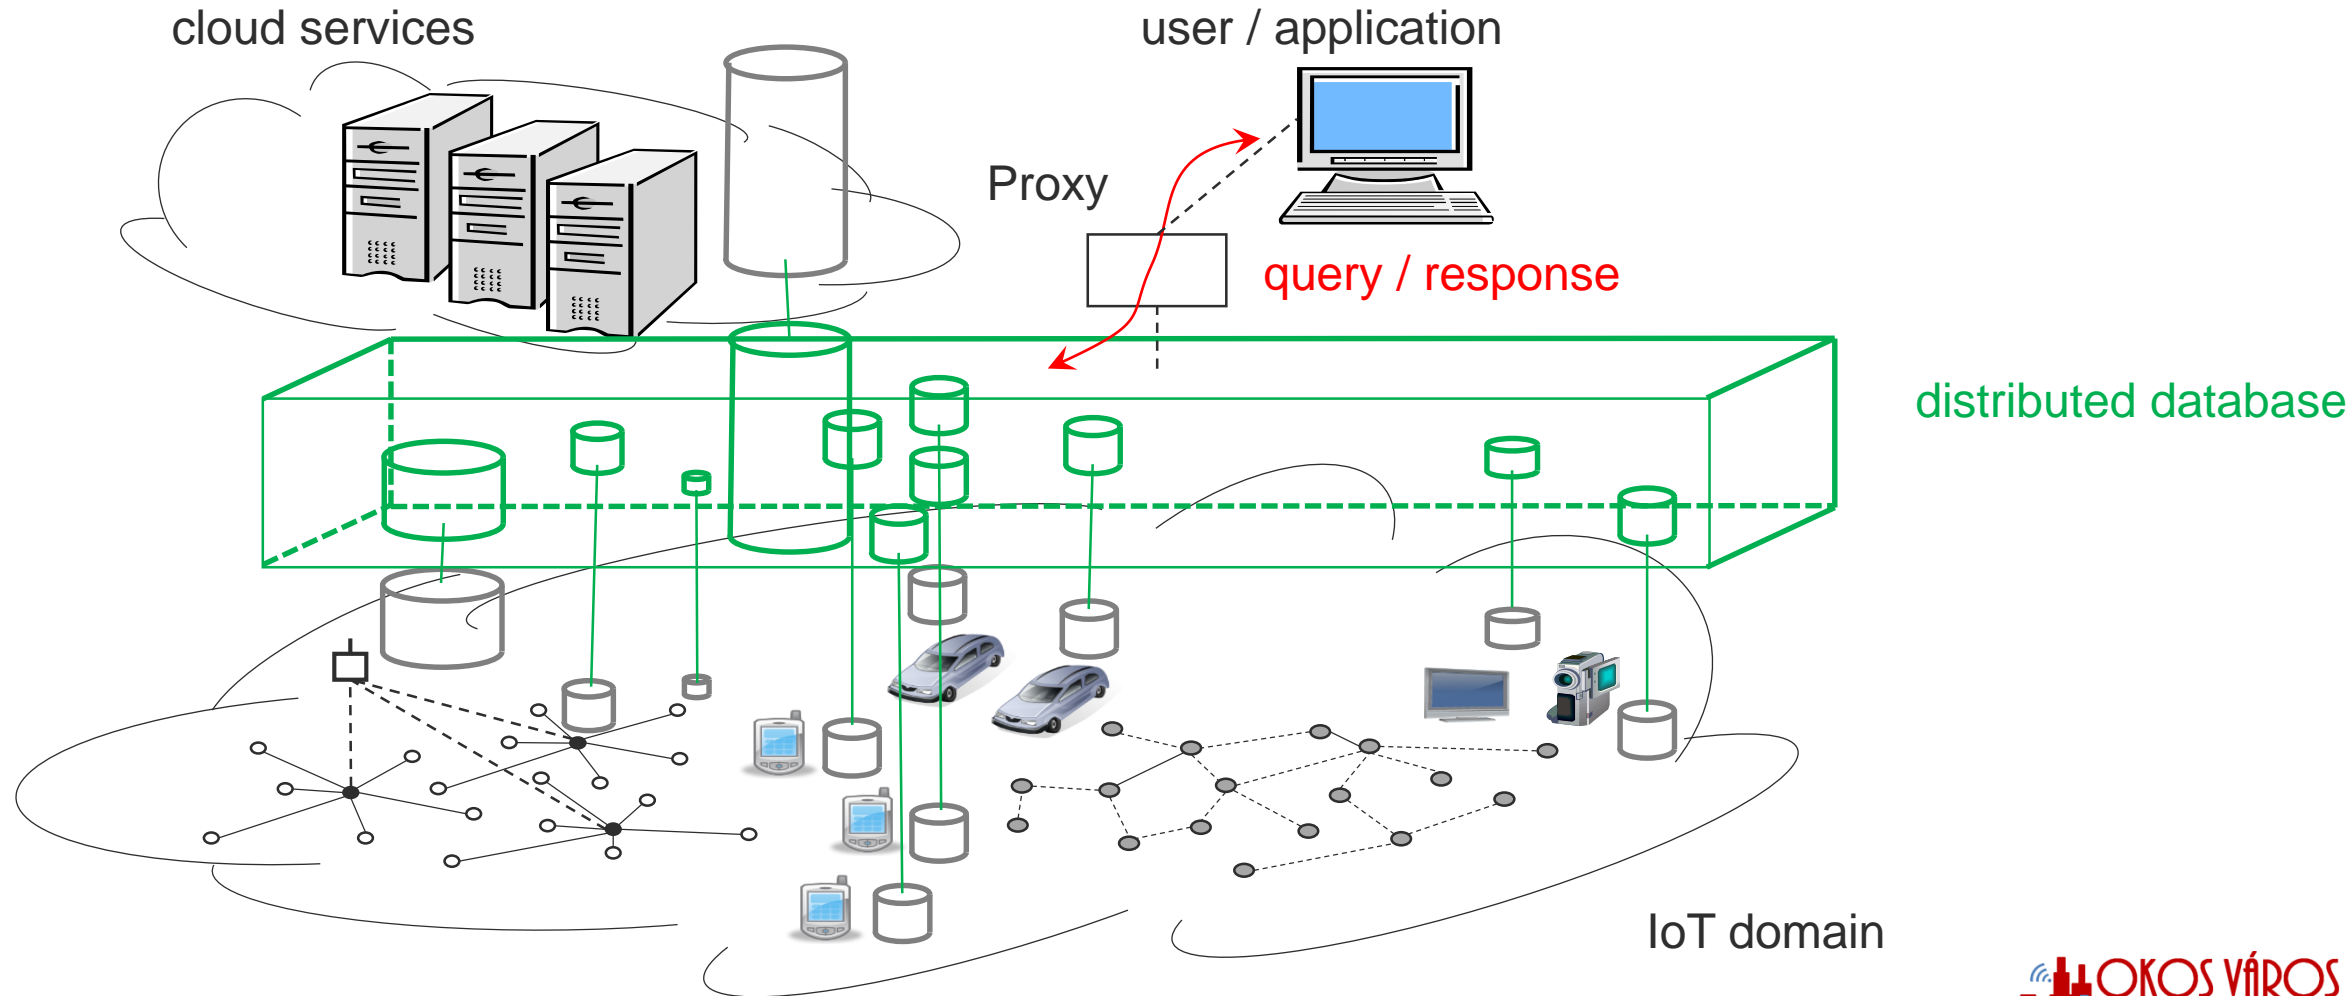 cloud services
user / application
Proxy
query / response
distributed database
IoT domain
OKOS VÁROS